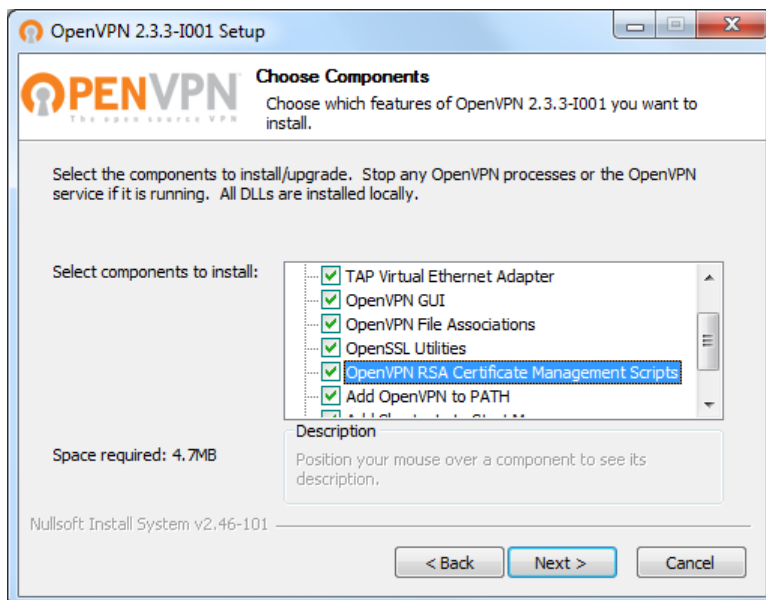 OpenVPN 2.3.3-I001 Setup
OPENVPN
The open source VPN
Choose Components
Choose which features of OpenVPN 2.3.3-I001 you want to
install.
Select the components to install/upgrade. Stop any OpenVPN processes or the OpenVPN
service if it is running. All DLLs are installed locally.
Select components to install:
TAP Virtual Ethernet Adapter
OpenVPN GUI
OpenVPN File Associations
OpenSSL Utilities
OpenVPN RSA Certificate Management Scripts
Add OpenVPN to PATH
Space required: 4.7MB
Description
Position your mouse over a component to see its
description.
Nullsoft Install System v2.46-101
< Back
Next >
Cancel